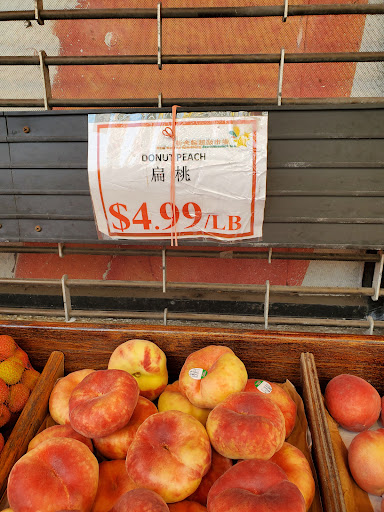 DONUT PEACH
扁桃
$4.99/LB